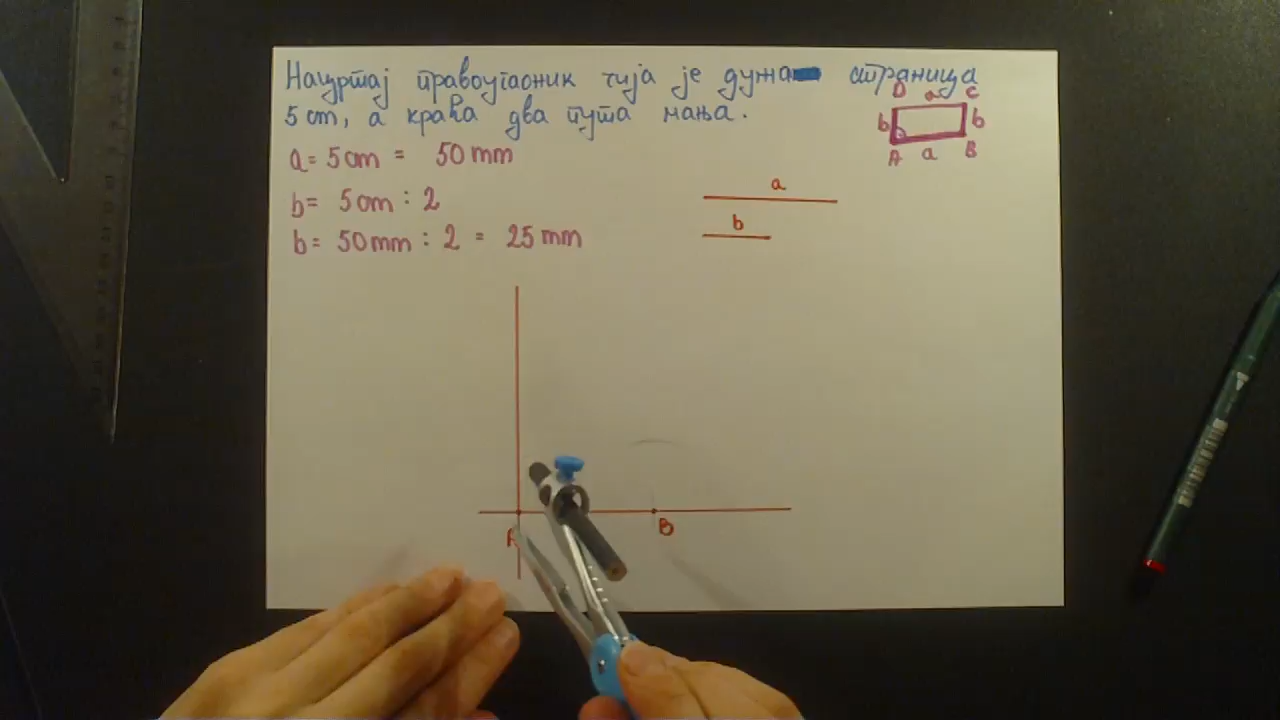 Нацртај правоугаоник чија је дужа страница
5 cm, а краћа два пута мања.
D a C
b b
A a B
a = 5 cm = 50 mm
b = 5 cm : 2
b = 50 mm : 2 = 25 mm
a
b
A B